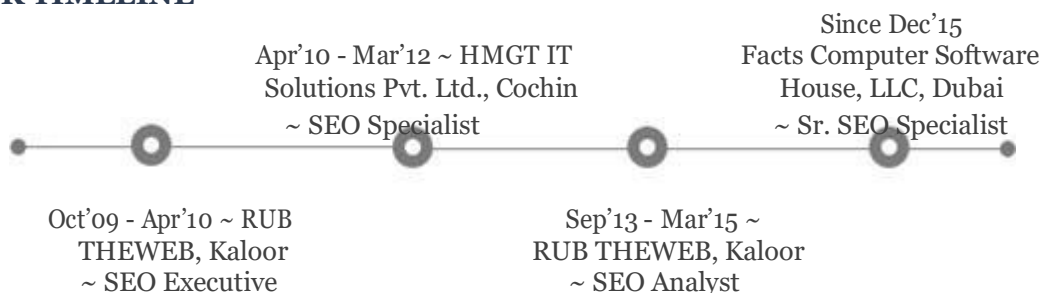 R TIMELINE
Since Dec’15
Apr’10 - Mar’12 ~ HMGT IT
Facts Computer Software
Solutions Pvt. Ltd., Cochin
House, LLC, Dubai
~ SEO Specialist
~ Sr. SEO Specialist
Oct’09 - Apr’10 ~ RUB
Sep’13 - Mar’15 ~
THEWEB, Kaloor
RUB THEWEB, Kaloor
~ SEO Executive
~ SEO Analyst